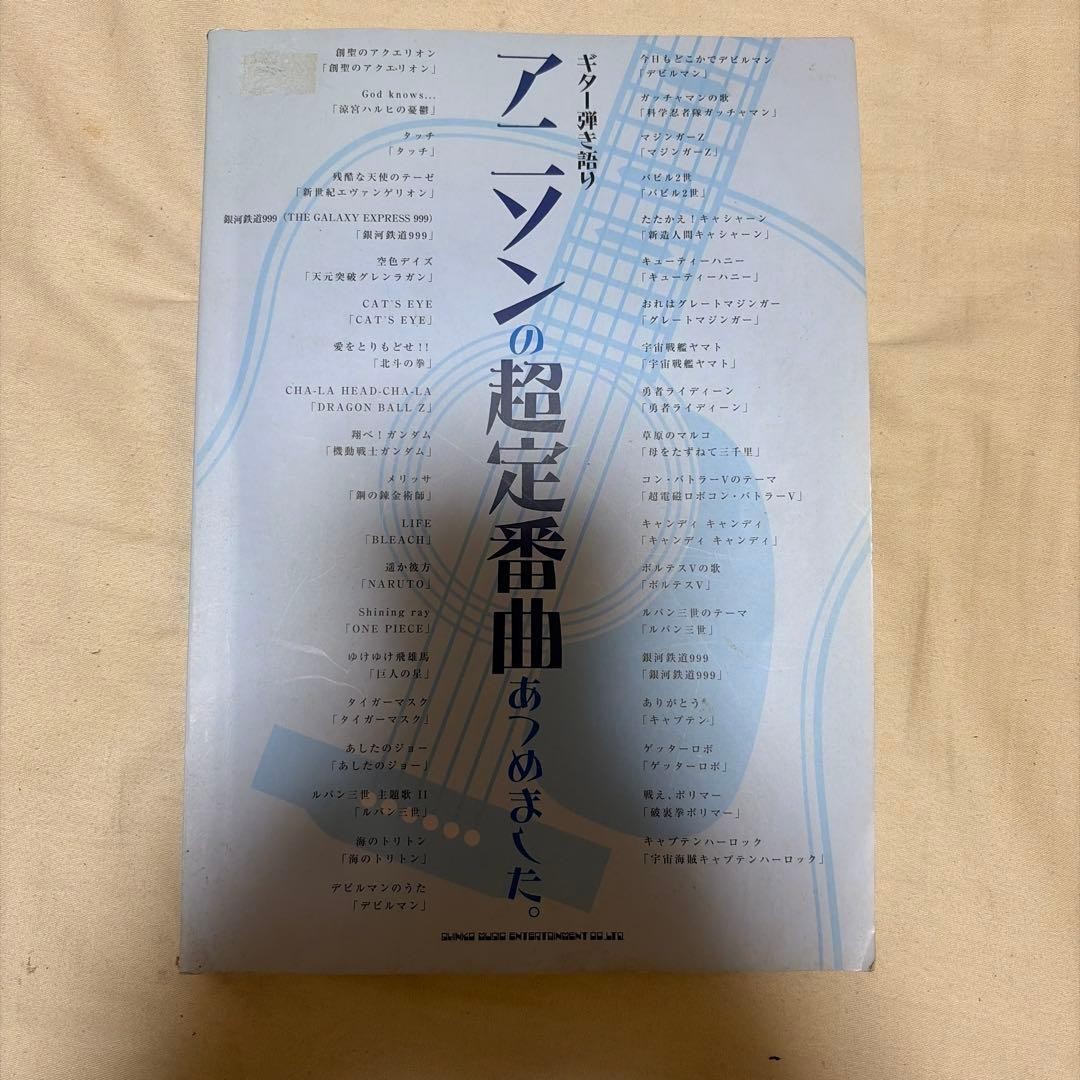 ギター弾き語り
アニソンの超定番曲あつめました。
創聖のアクエリオン
「創聖のアクエリオン」
God knows...
「涼宮ハルヒの憂鬱」
タッチ
「タッチ」
残酷な天使のテーゼ
「新世紀エヴァンゲリオン」
銀河鉄道999（THE GALAXY EXPRESS 999）
「銀河鉄道999」
空色デイズ
「天元突破グレンラガン」
CAT'S EYE
「CAT'S EYE」
愛をとりもどせ!!
「北斗の拳」
CHA-LA HEAD-CHA-LA
「DRAGON BALL Z」
翔べ！ガンダム
「機動戦士ガンダム」
メリッサ
「鋼の錬金術師」
LIFE
「BLEACH」
遥か彼方
「NARUTO」
Shining ray
「ONE PIECE」
ゆけゆけ飛雄馬
「巨人の星」
タイガーマスク
「タイガーマスク」
あしたのジョー
「あしたのジョー」
ルパン三世 主題歌 II
「ルパン三世」
海のトリトン
「海のトリトン」
デビルマンのうた
「デビルマン」
今日もどこかでデビルマン
「デビルマン」
ガッチャマンの歌
「科学忍者隊ガッチャマン」
マジンガーZ
「マジンガーZ」
バビル2世
「バビル2世」
たたかえ！キャシャーン
「新造人間キャシャーン」
キューティーハニー
「キューティーハニー」
おれはグレートマジンガー
「グレートマジンガー」
宇宙戦艦ヤマト
「宇宙戦艦ヤマト」
勇者ライディーン
「勇者ライディーン」
草原のマルコ
「母をたずねて三千里」
コン・バトラーVのテーマ
「超電磁ロボコン・バトラーV」
キャンディ キャンディ
「キャンディ キャンディ」
ボルテスVの歌
「ボルテスV」
ルパン三世のテーマ
「ルパン三世」
銀河鉄道999
「銀河鉄道999」
ありがとう
「キャプテン」
ゲッターロボ
「ゲッターロボ」
戦え、ポリマー
「破裏拳ポリマー」
キャプテンハーロック
「宇宙海賊キャプテンハーロック」
SHINKO MUSIC ENTERTAINMENT CO.,LTD.